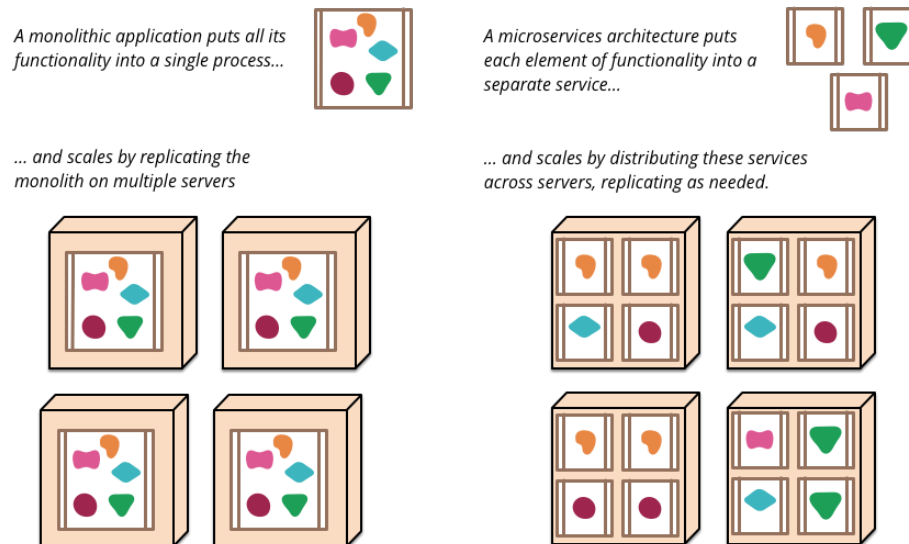 A monolithic application puts all its
functionality into a single process...
... and scales by replicating the
monolith on multiple servers
A microservices architecture puts
each element of functionality into a
separate service...
... and scales by distributing these services
across servers, replicating as needed.